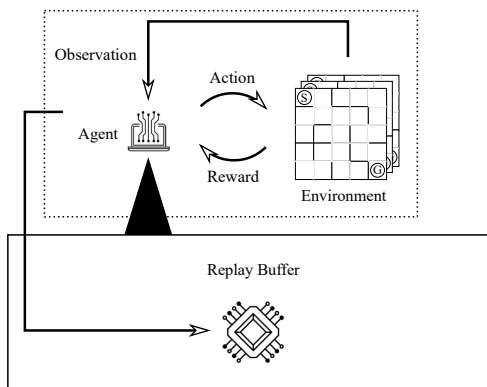 Observation
Action
S
Agent
G
Reward
Environment
Replay Buffer